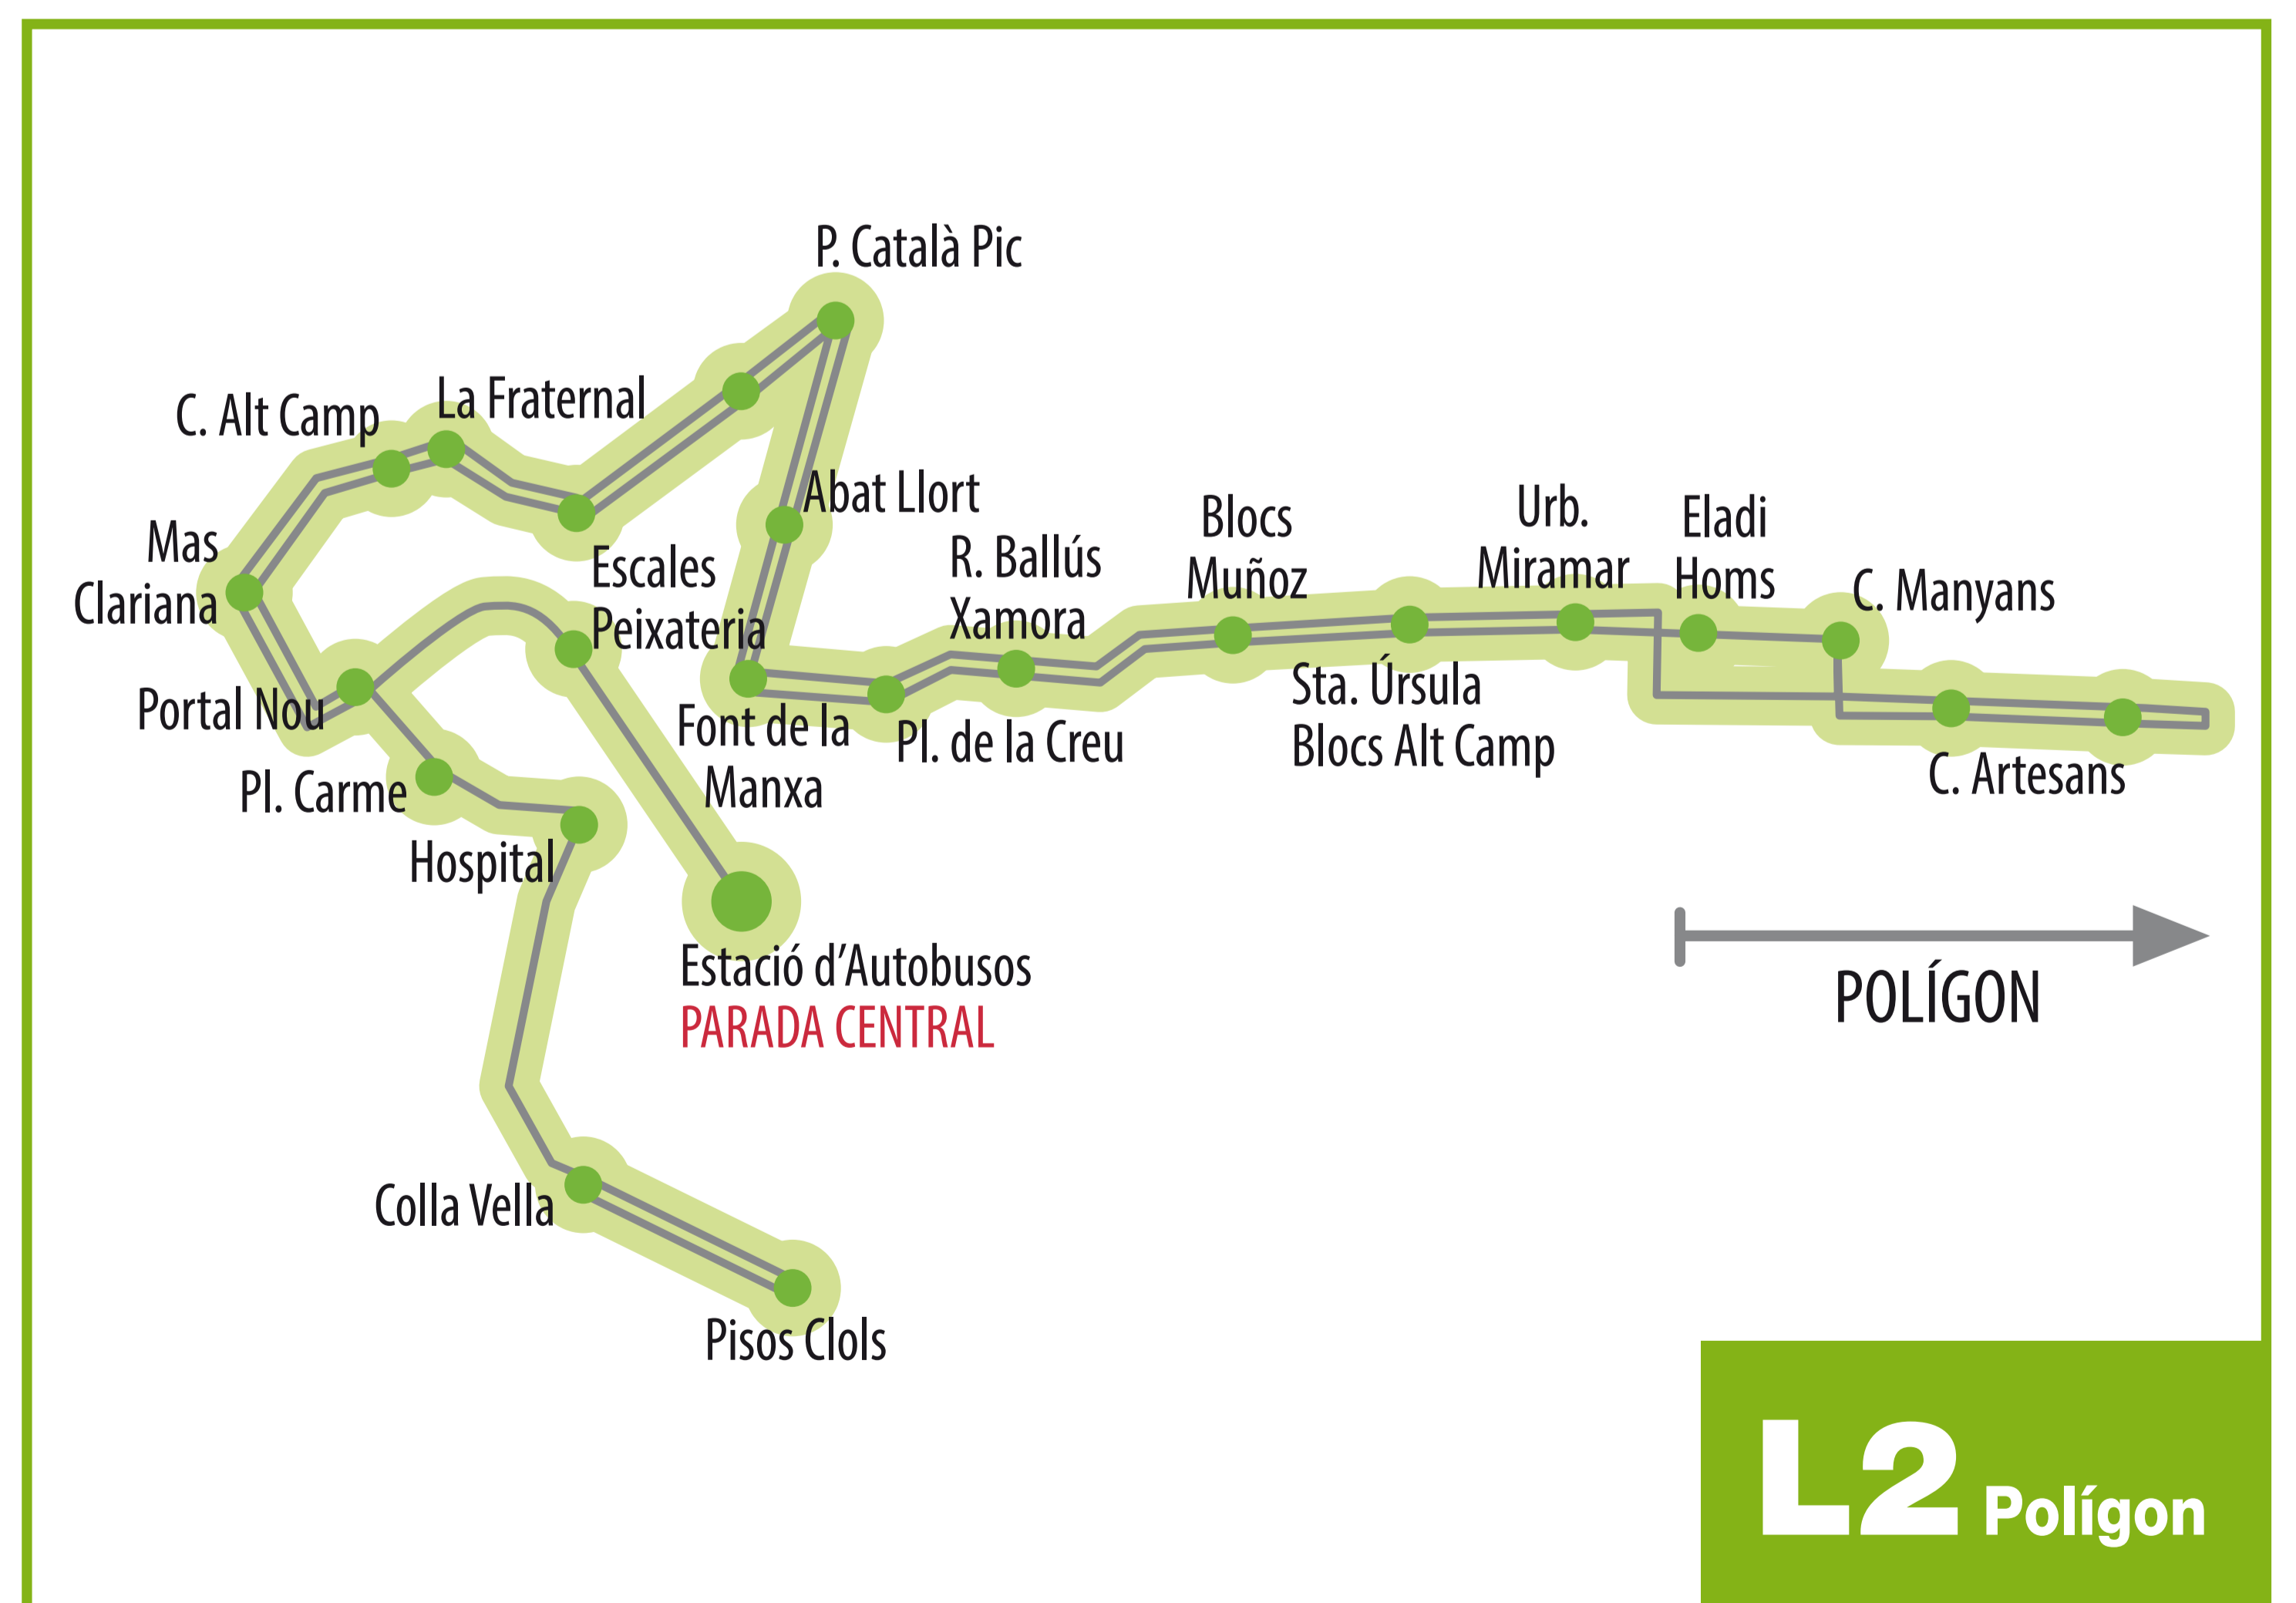 P. Català Pic
La Fraternal
C. Alt Camp
Abat Llort
Mas
Clariana
Escales
Peixateria
R. Ballús
Xamora
Blocs
Muñoz
Urb.
Miramar
Eladi
Homs
C. Manyans
Portal Nou
Font de la
Manxa
Pl. de la Creu
Sta. Úrsula
Blocs Alt Camp
C. Artesans
Pl. Carme
Hospital
Estació d'Autobusos
PARADA CENTRAL
POLÍGON
Colla Vella
Pisos Clols
L2 Polígon